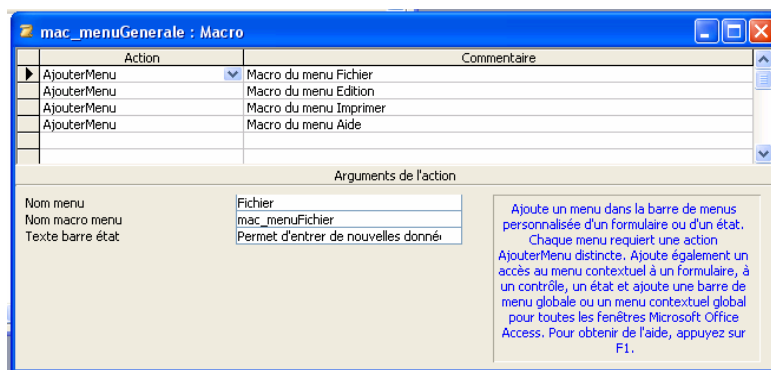 mac_menuGenerale : Macro
Action Commentaire
AjouterMenu Macro du menu Fichier
AjouterMenu Macro du menu Edition
AjouterMenu Macro du menu Imprimer
AjouterMenu Macro du menu Aide
Arguments de l'action
Nom menu Fichier
Nom macro menu mac_menuFichier
Texte barre état Permet d'entrer de nouvelles donné
Ajoute un menu dans la barre de menus
personnalisée d'un formulaire ou d'un état.
Chaque menu requiert une action
AjouterMenu distincte. Ajoute également un
accès au menu contextuel à un formulaire, à
un contrôle, un état et ajoute une barre de
menu globale ou un menu contextuel global
pour toutes les fenêtres Microsoft Office
Access. Pour obtenir de l'aide, appuyez sur
F1.